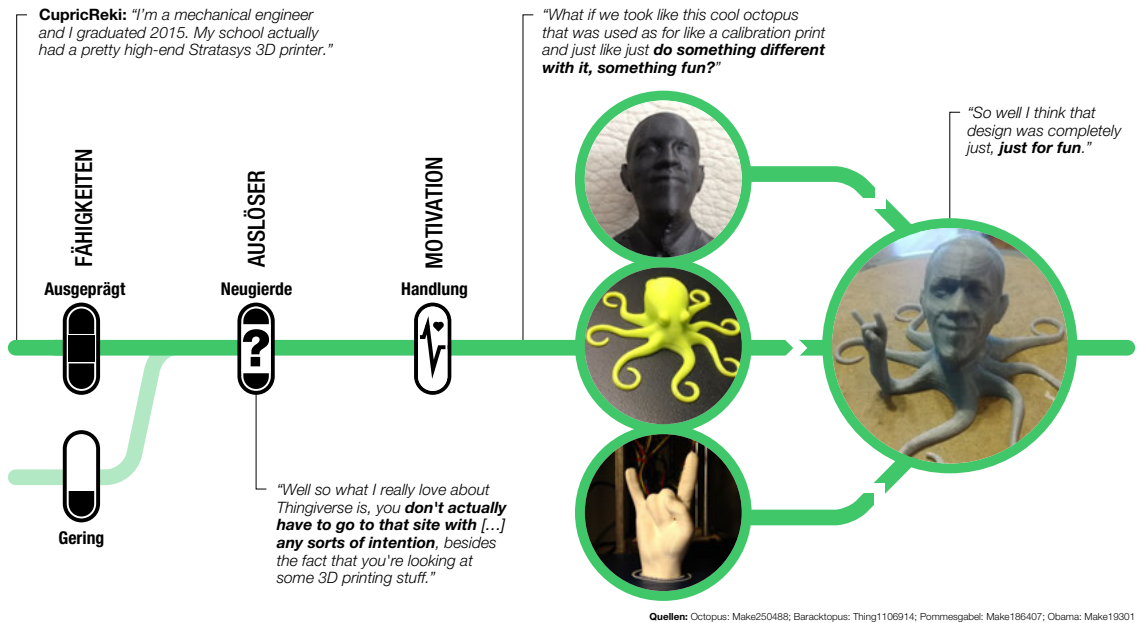 CupricReki: “I'm a mechanical engineer
and I graduated 2015. My school actually
had a pretty high-end Stratasys 3D printer.”
“What if we took like this cool octopus
that was used as for like a calibration print
and just like just do something different
with it, something fun?”
“So well I think that
design was completely
just, just for fun.”
FÄHIGKEITEN
AUSLÖSER
MOTIVATION
Ausgeprägt
Neugierde
Handlung
?
Gering
“Well so what I really love about
Thingiverse is, you don't actually
have to go to that site with [...]
any sorts of intention, besides
the fact that you're looking at
some 3D printing stuff.”
Quellen: Octopus: Make250488; Baracktopus: Thing1106914; Pommesgabel: Make186407; Obama: Make19301